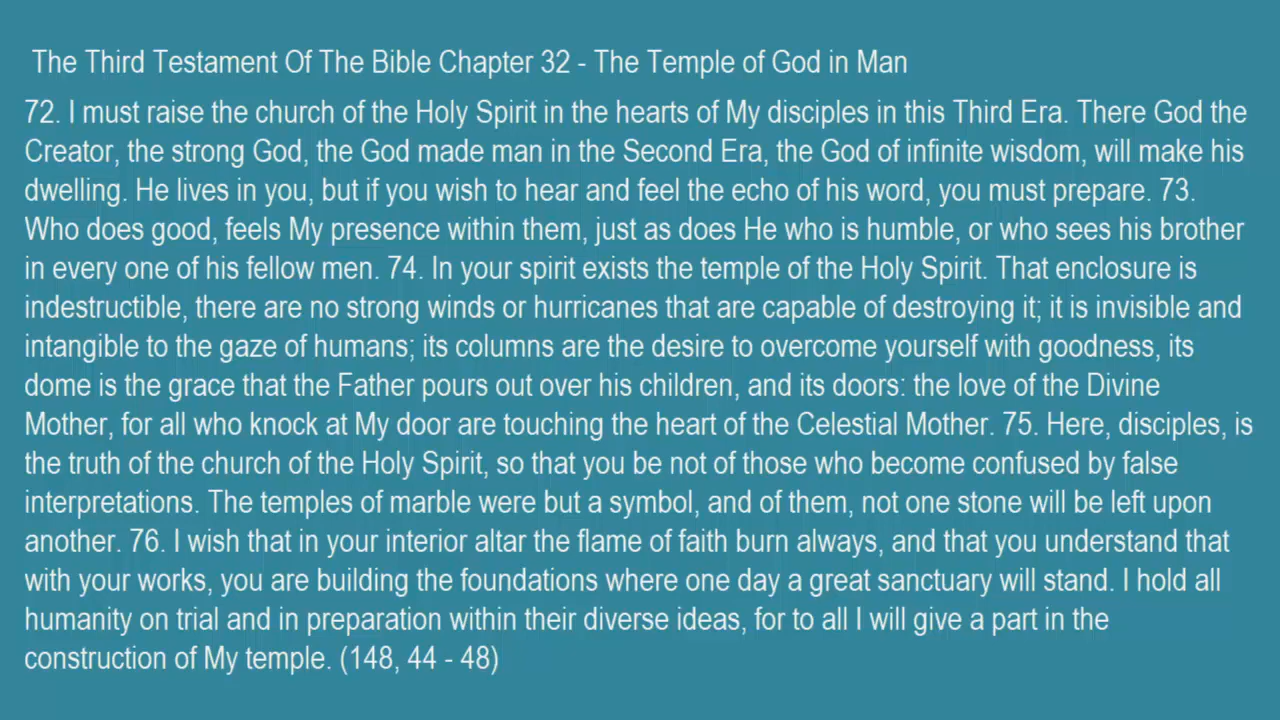 The Third Testament Of The Bible Chapter 32 - The Temple of God in Man
72. I must raise the church of the Holy Spirit in the hearts of My disciples in this Third Era. There God the
Creator, the strong God, the God made man in the Second Era, the God of infinite wisdom, will make his
dwelling. He lives in you, but if you wish to hear and feel the echo of his word, you must prepare. 73.
Who does good, feels My presence within them, just as does He who is humble, or who sees his brother
in every one of his fellow men. 74. In your spirit exists the temple of the Holy Spirit. That enclosure is
indestructible, there are no strong winds or hurricanes that are capable of destroying it; it is invisible and
intangible to the gaze of humans; its columns are the desire to overcome yourself with goodness, its
dome is the grace that the Father pours out over his children, and its doors: the love of the Divine
Mother, for all who knock at My door are touching the heart of the Celestial Mother. 75. Here, disciples, is
the truth of the church of the Holy Spirit, so that you be not of those who become confused by false
interpretations. The temples of marble were but a symbol, and of them, not one stone will be left upon
another. 76. I wish that in your interior altar the flame of faith burn always, and that you understand that
with your works, you are building the foundations where one day a great sanctuary will stand. I hold all
humanity on trial and in preparation within their diverse ideas, for to all I will give a part in the
construction of My temple. (148, 44 - 48)